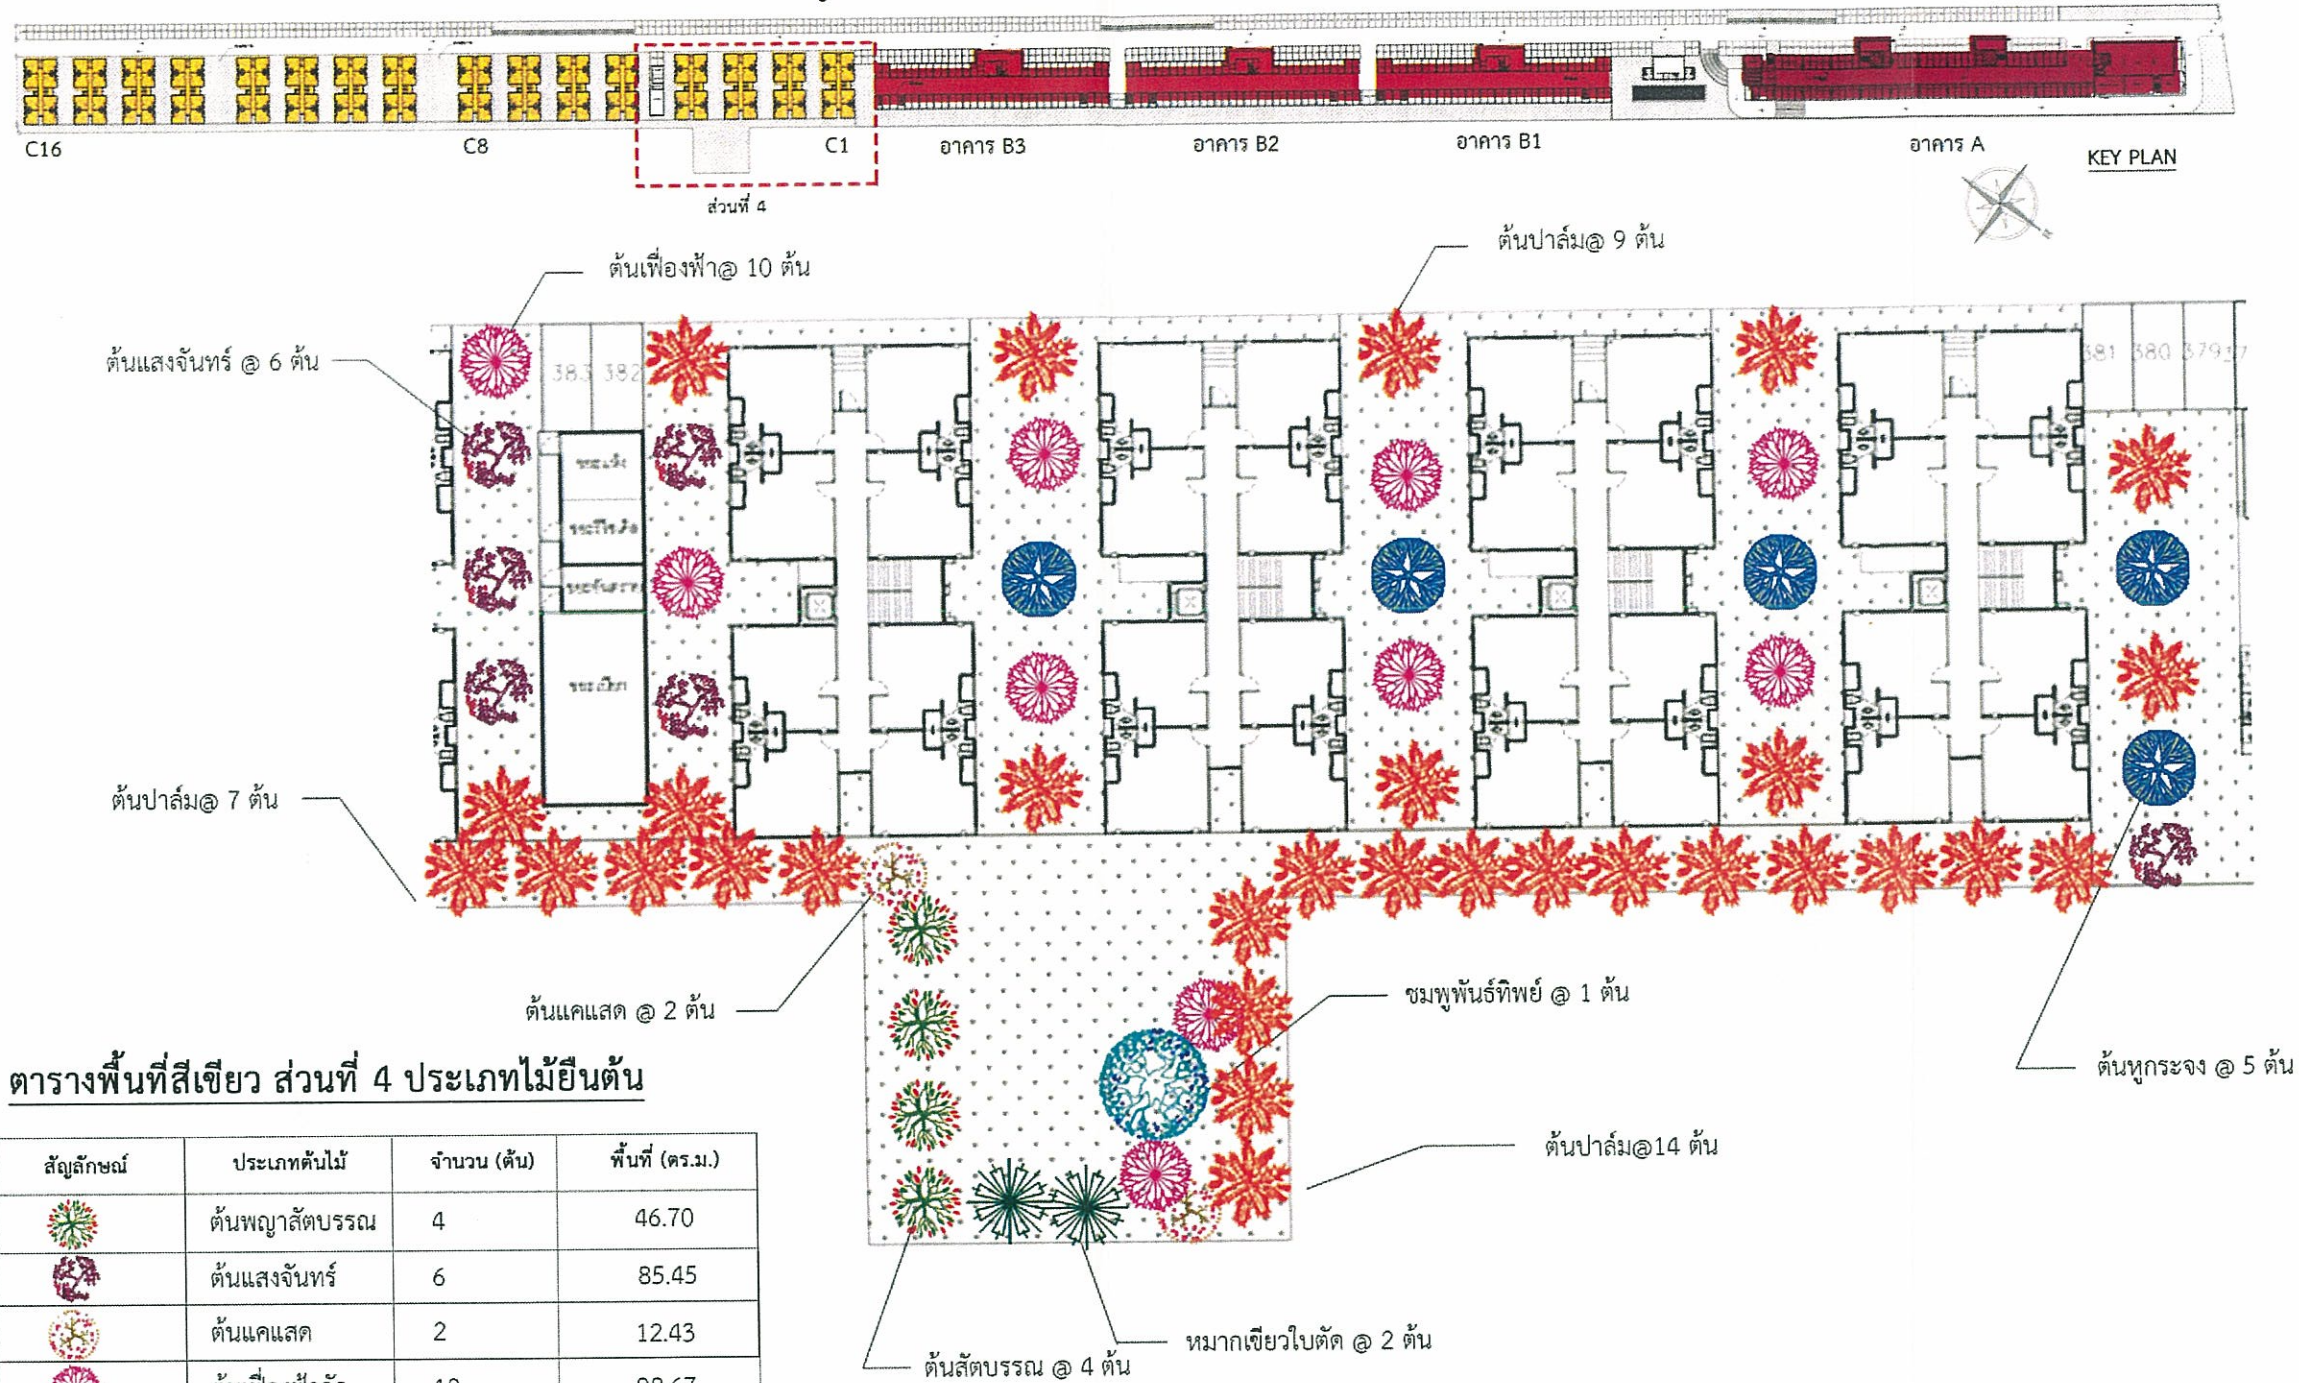 C16
C8
C1
อาคาร B3
อาคาร B2
อาคาร B1
อาคาร A
KEY PLAN
ส่วนที่ 4
ต้นปาล์ม@ 9 ต้น
ต้นเฟื่องฟ้า@ 10 ต้น
ต้นแสงจันทร์ @ 6 ต้น
383 382
381 380 379
ขยะเปียก
ต้นปาล์ม@ 7 ต้น
ต้นแคแสด @ 2 ต้น
ชมพูพันธ์ทิพย์ @ 1 ต้น
ต้นหูกระจง @ 5 ต้น
ต้นปาล์ม@14 ต้น
หมากเขียวใบตัด @ 2 ต้น
ต้นสัตบรรณ @ 4 ต้น
ตารางพื้นที่สีเขียว ส่วนที่ 4 ประเภทไม้ยืนต้น
สัญลักษณ์ ประเภทต้นไม้ จำนวน (ต้น) พื้นที่ (ตร.ม.)
ต้นพญาสัตบรรณ 4 46.70
ต้นแสงจันทร์ 6 85.45
ต้นแคแสด 2 12.43